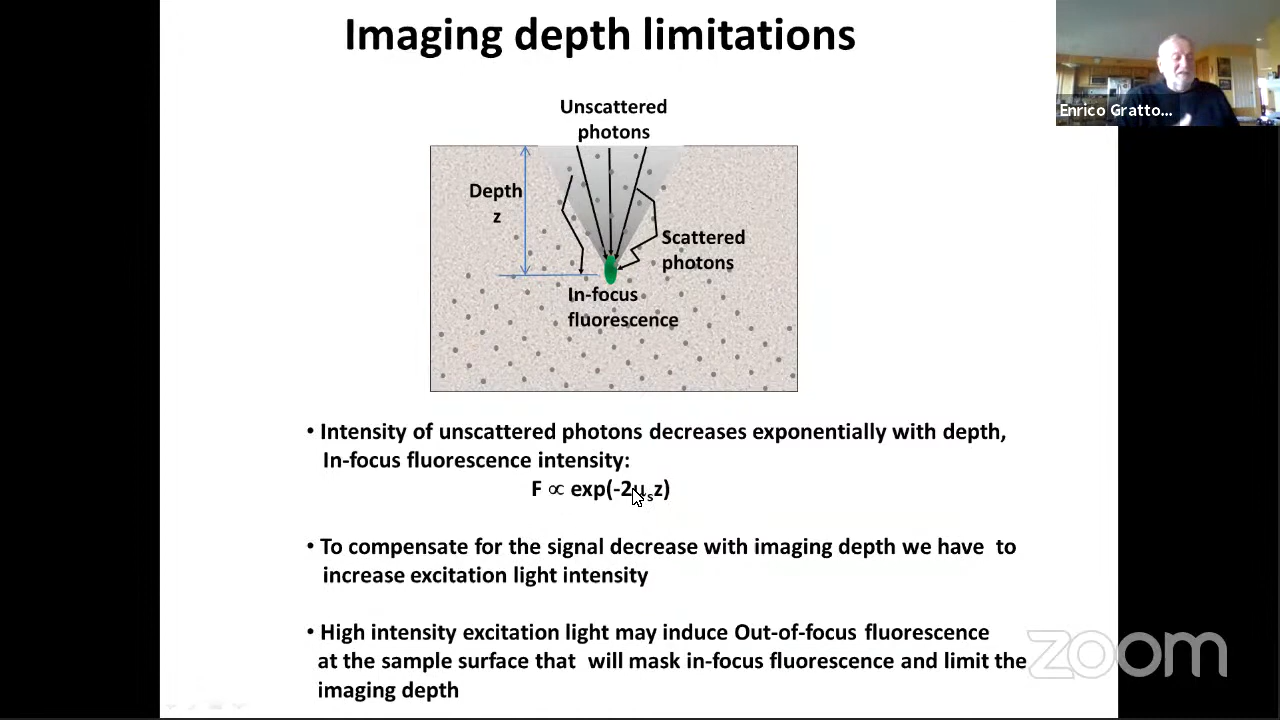 Imaging depth limitations
Enrico Gratto...
Unscattered
photons
Depth
z
Scattered
photons
In-focus
fluorescence
• Intensity of unscattered photons decreases exponentially with depth,
In-focus fluorescence intensity:
F ∝ exp(-2μsz)
• To compensate for the signal decrease with imaging depth we have to
increase excitation light intensity
• High intensity excitation light may induce Out-of-focus fluorescence
at the sample surface that will mask in-focus fluorescence and limit the
imaging depth
zoom